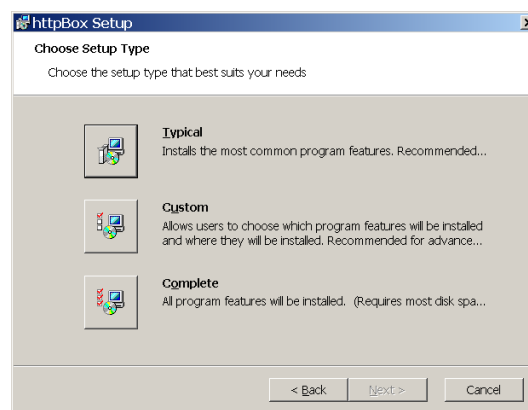 httpBox Setup
Choose Setup Type
Choose the setup type that best suits your needs
Typical
Installs the most common program features. Recommended...
Custom
Allows users to choose which program features will be installed
and where they will be installed. Recommended for advance...
Complete
All program features will be installed. (Requires most disk spa...
< Back
Next >
Cancel